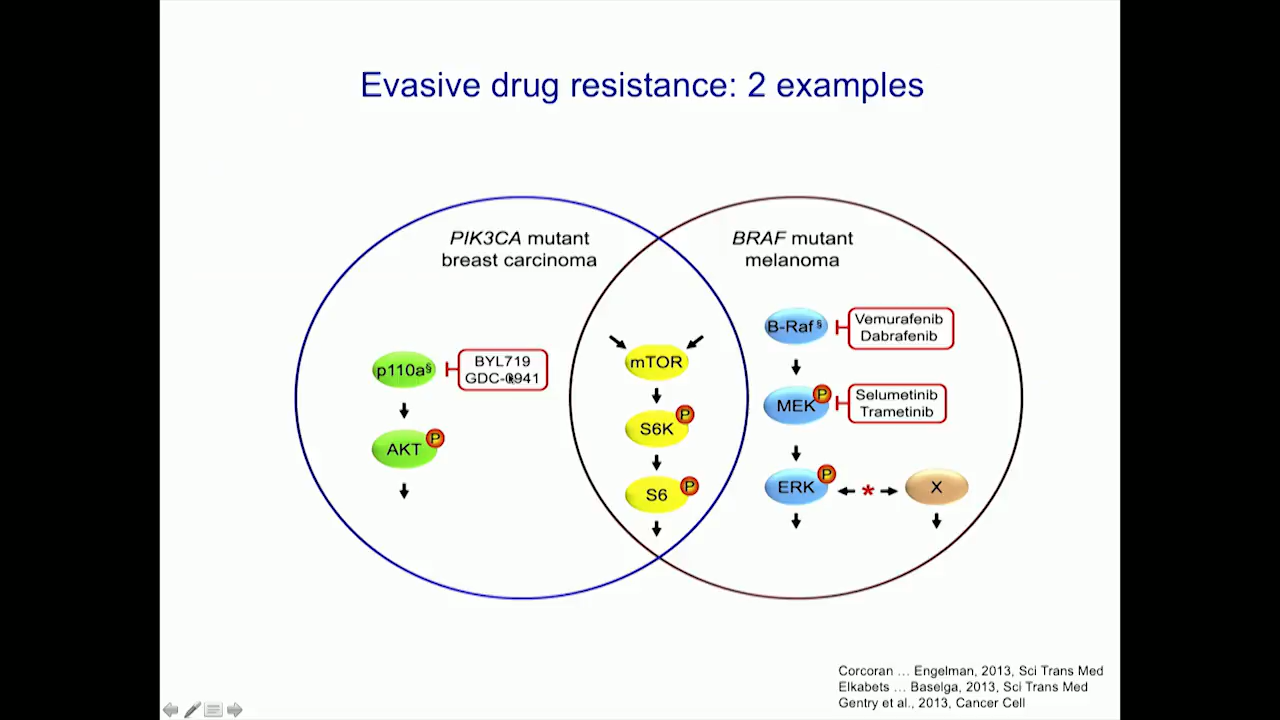 Evasive drug resistance: 2 examples
PIK3CA mutant
breast carcinoma
BRAF mutant
melanoma
p110a§
BYL719
GDC-0941
AKT
P
mTOR
S6K
P
S6
P
B-Raf§
Vemurafenib
Dabrafenib
MEK
P
Selumetinib
Trametinib
ERK
P
*
X
Corcoran … Engelman, 2013, Sci Trans Med
Elkabets … Baselga, 2013, Sci Trans Med
Gentry et al., 2013, Cancer Cell